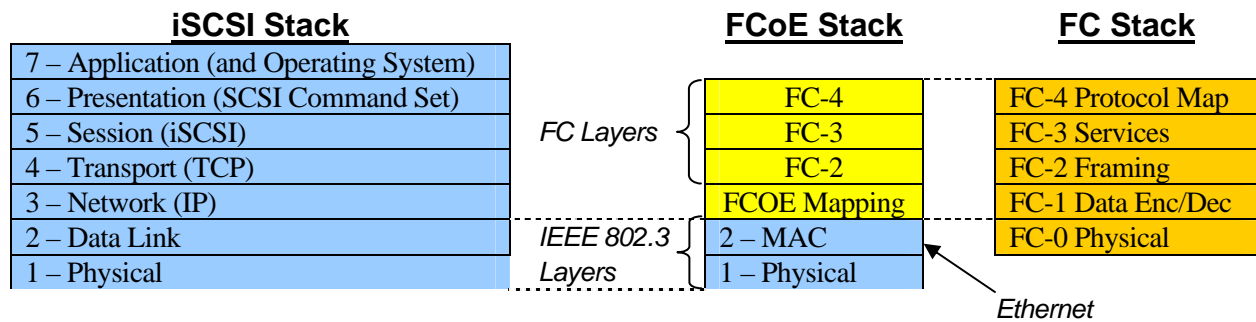 iSCSI Stack
7 – Application (and Operating System)
6 – Presentation (SCSI Command Set)
5 – Session (iSCSI)
4 – Transport (TCP)
3 – Network (IP)
2 – Data Link
1 – Physical
FC Layers
IEEE 802.3
Layers
FCoE Stack
FC-4
FC-3
FC-2
FCOE Mapping
2 – MAC
1 – Physical
Ethernet
FC Stack
FC-4 Protocol Map
FC-3 Services
FC-2 Framing
FC-1 Data Enc/Dec
FC-0 Physical